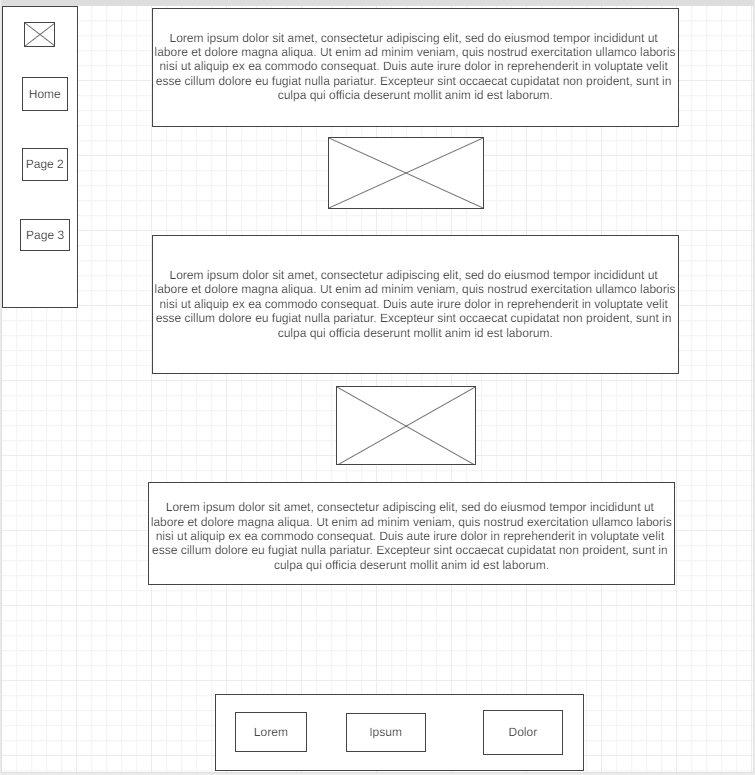 Home
Page 2
Page 3
Lorem ipsum dolor sit amet, consectetur adipiscing elit, sed do eiusmod tempor incididunt ut
labore et dolore magna aliqua. Ut enim ad minim veniam, quis nostrud exercitation ullamco laboris
nisi ut aliquip ex ea commodo consequat. Duis aute irure dolor in reprehenderit in voluptate velit
esse cillum dolore eu fugiat nulla pariatur. Excepteur sint occaecat cupidatat non proident, sunt in
culpa qui officia deserunt mollit anim id est laborum.
Lorem ipsum dolor sit amet, consectetur adipiscing elit, sed do eiusmod tempor incididunt ut
labore et dolore magna aliqua. Ut enim ad minim veniam, quis nostrud exercitation ullamco laboris
nisi ut aliquip ex ea commodo consequat. Duis aute irure dolor in reprehenderit in voluptate velit
esse cillum dolore eu fugiat nulla pariatur. Excepteur sint occaecat cupidatat non proident, sunt in
culpa qui officia deserunt mollit anim id est laborum.
Lorem ipsum dolor sit amet, consectetur adipiscing elit, sed do eiusmod tempor incididunt ut
labore et dolore magna aliqua. Ut enim ad minim veniam, quis nostrud exercitation ullamco laboris
nisi ut aliquip ex ea commodo consequat. Duis aute irure dolor in reprehenderit in voluptate velit
esse cillum dolore eu fugiat nulla pariatur. Excepteur sint occaecat cupidatat non proident, sunt in
culpa qui officia deserunt mollit anim id est laborum.
Lorem
Ipsum
Dolor